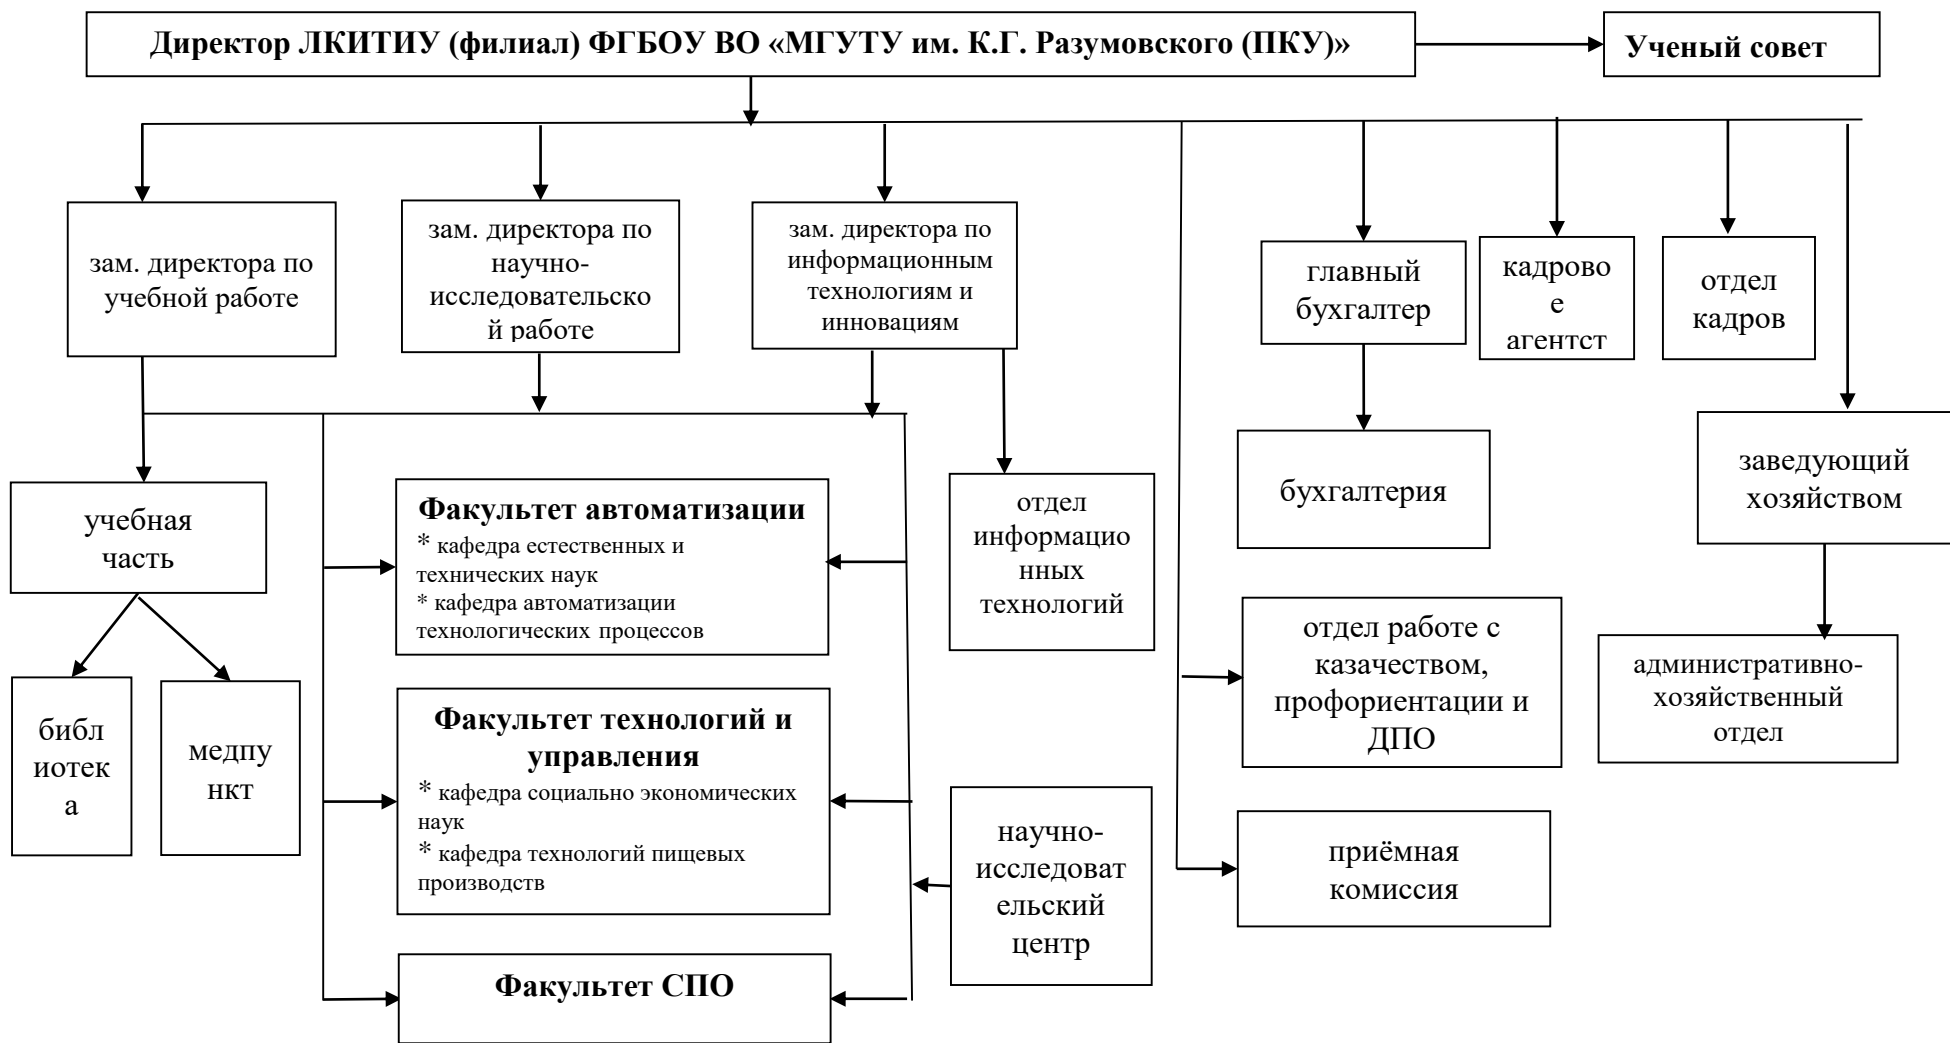 Директор ЛКИТИУ (филиал) ФГБОУ ВО «МГУТУ им. К.Г. Разумовского (ПКУ)»
Ученый совет
зам. директора по
учебной работе
зам. директора по
научно-
исследовательско
й работе
зам. директора по
информационным
технологиям и
инновациям
главный
бухгалтер
кадрово
е
агентст
отдел
кадров
учебная
часть
Факультет автоматизации
* кафедра естественных и
технических наук
* кафедра автоматизации
технологических процессов
отдел
информацио
нных
технологий
бухгалтерия
заведующий
хозяйством
библ
иотек
а
медпу
нкт
Факультет технологий и
управления
* кафедра социально экономических
наук
* кафедра технологий пищевых
производств
научно-
исследоват
ельский
центр
отдел работе с
казачеством,
профориентации и
ДПО
административно-
хозяйственный
отдел
приёмная
комиссия
Факультет СПО